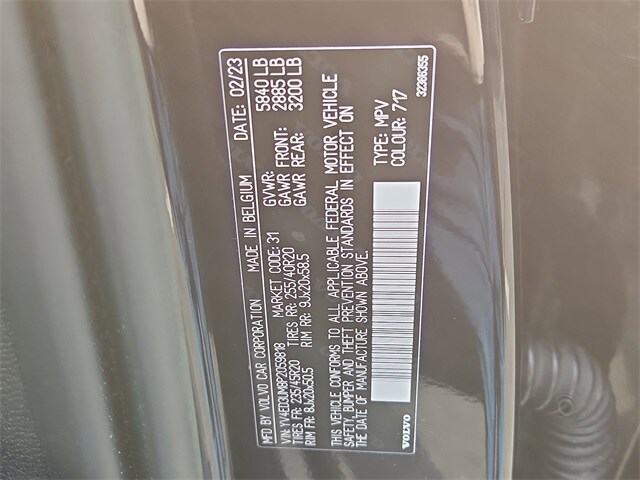 MFD BY VOLVO CAR CORPORATION MADE IN BELGIUM DATE: 02/23
VIN: YV4ED3UM8P2059818 MARKET CODE: 31 GVWR: 5840 LB
TIRES FR: 235/45R20 TIRES RR: 255/40R20 GAWR FRONT: 2885 LB
RIM FR: 8Jx20x50.5 RIM RR: 9Jx20x58.5 GAWR REAR: 3200 LB
THIS VEHICLE CONFORMS TO ALL APPLICABLE FEDERAL MOTOR VEHICLE
SAFETY, BUMPER AND THEFT PREVENTION STANDARDS IN EFFECT ON
THE DATE OF MANUFACTURE SHOWN ABOVE.
TYPE: MPV
COLOUR: 717
VOLVO 32366355